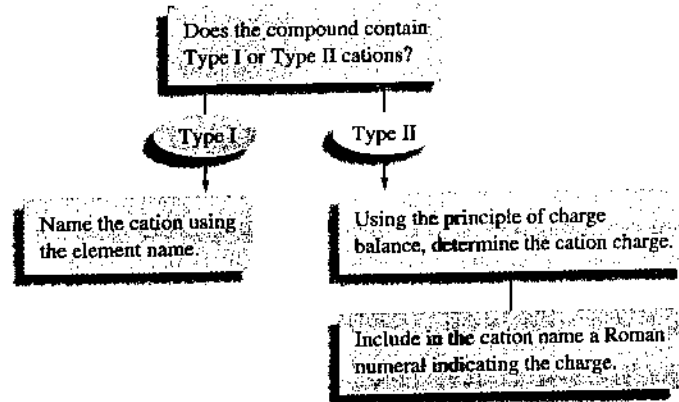 Does the compound contain
Type I or Type II cations?
Type I
Type II
Name the cation using
the element name.
Using the principle of charge
balance, determine the cation charge.
Include in the cation name a Roman
numeral indicating the charge.